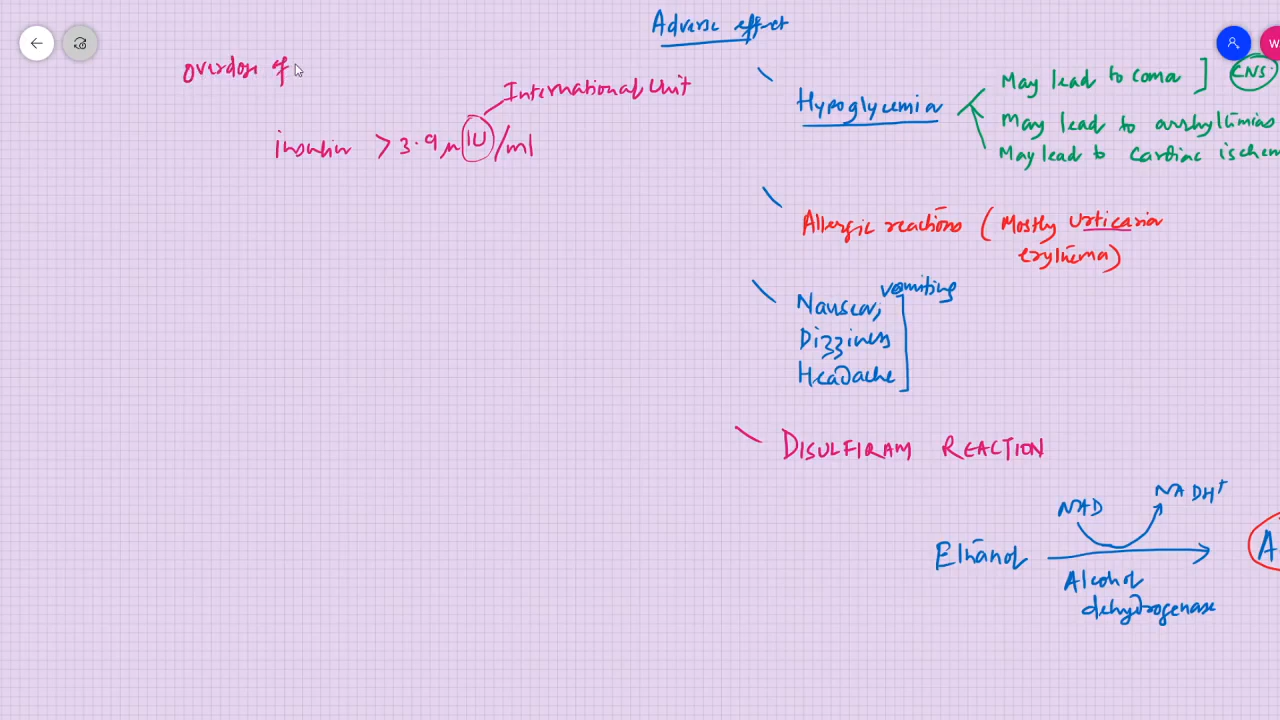 Adverse effect
overdose of
International Unit
insulin > 3.9 μ IU /ml
Hypoglycemia
May lead to coma ] CNS.
May lead to arrhythmias
May lead to cardiac ischem
Allergic reactions (Mostly Urticaria
erythema)
Nausea, vomiting
Dizziness
Headache
DISULFIRAM REACTION
NAD
NADH+
Ethanol
A
Alcohol
dehydrogenase
W